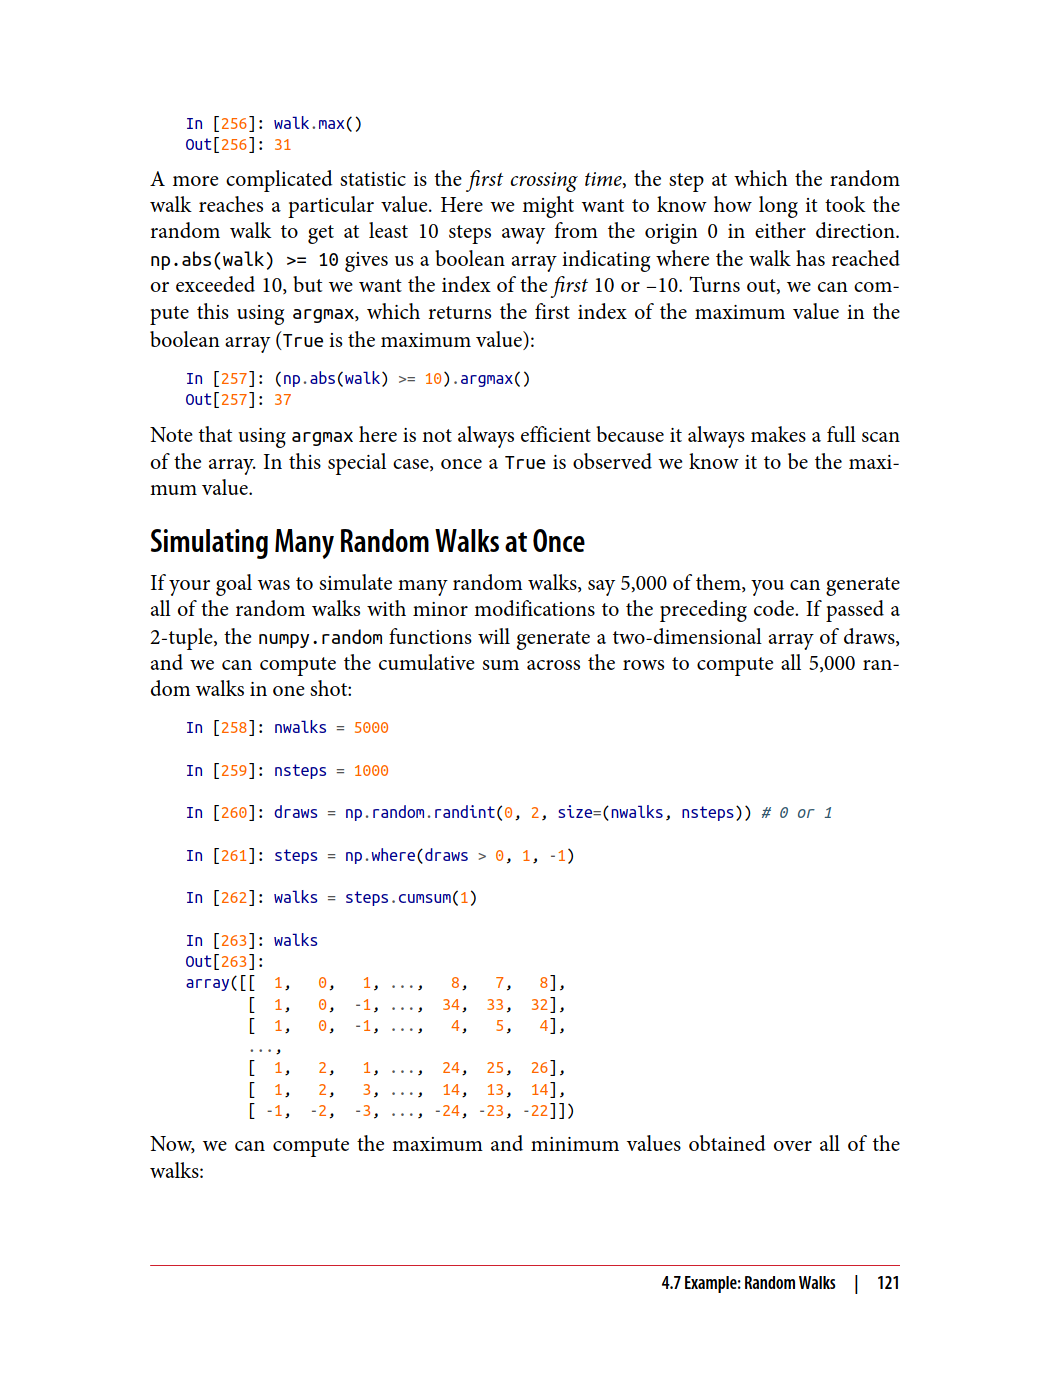 In [256]: walk.max()
Out[256]: 31
A more complicated statistic is the first crossing time, the step at which the random
walk reaches a particular value. Here we might want to know how long it took the
random walk to get at least 10 steps away from the origin 0 in either direction.
np.abs(walk) >= 10 gives us a boolean array indicating where the walk has reached
or exceeded 10, but we want the index of the first 10 or –10. Turns out, we can com-
pute this using argmax, which returns the first index of the maximum value in the
boolean array (True is the maximum value):
In [257]: (np.abs(walk) >= 10).argmax()
Out[257]: 37
Note that using argmax here is not always efficient because it always makes a full scan
of the array. In this special case, once a True is observed we know it to be the maxi-
mum value.
Simulating Many Random Walks at Once
If your goal was to simulate many random walks, say 5,000 of them, you can generate
all of the random walks with minor modifications to the preceding code. If passed a
2-tuple, the numpy.random functions will generate a two-dimensional array of draws,
and we can compute the cumulative sum across the rows to compute all 5,000 ran-
dom walks in one shot:
In [258]: nwalks = 5000
In [259]: nsteps = 1000
In [260]: draws = np.random.randint(0, 2, size=(nwalks, nsteps)) # 0 or 1
In [261]: steps = np.where(draws > 0, 1, -1)
In [262]: walks = steps.cumsum(1)
In [263]: walks
Out[263]:
array([[  1,   0,   1, ...,   8,   7,   8],
       [  1,   0,  -1, ...,  34,  33,  32],
       [  1,   0,  -1, ...,   4,   5,   4],
       ...,
       [  1,   2,   1, ...,  24,  25,  26],
       [  1,   2,   3, ...,  14,  13,  14],
       [ -1,  -2,  -3, ..., -24, -23, -22]])
Now, we can compute the maximum and minimum values obtained over all of the
walks:
4.7 Example: Random Walks | 121